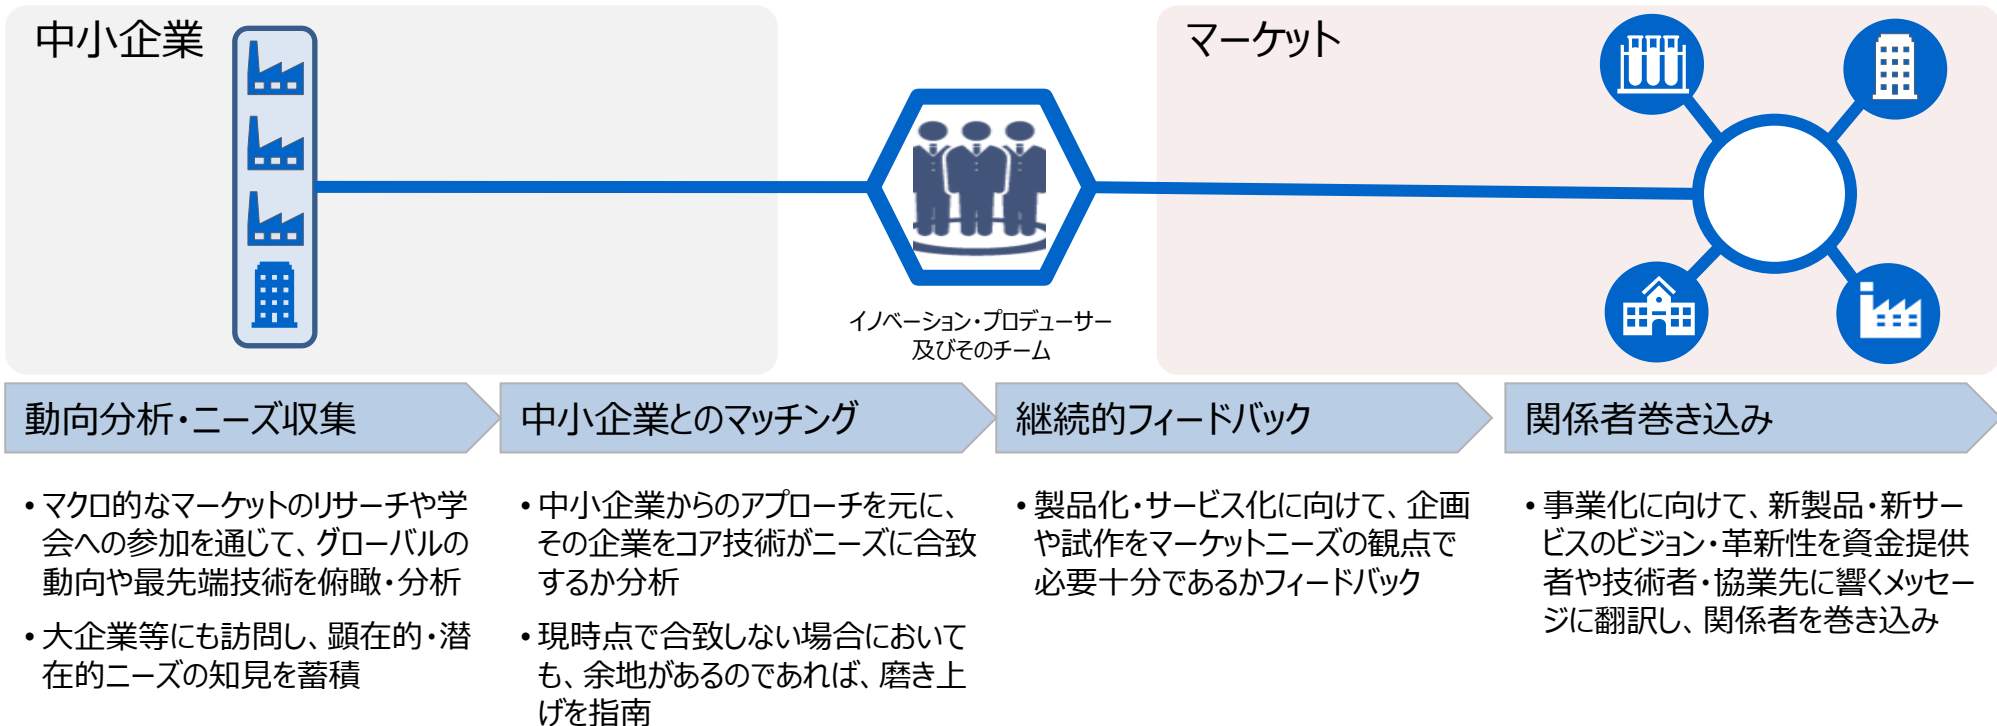 中小企業
マーケット
イノベーション・プロデューサー
及びそのチーム
動向分析・ニーズ収集
• マクロ的なマーケットのリサーチや学
会への参加を通じて、グローバルの
動向や最先端技術を俯瞰・分析
• 大企業等にも訪問し、顕在的・潜
在的ニーズの知見を蓄積
中小企業とのマッチング
• 中小企業からのアプローチを元に、
その企業をコア技術がニーズに合致
するか分析
• 現時点で合致しない場合において
も、余地があるのであれば、磨き上
げを指南
継続的フィードバック
• 製品化・サービス化に向けて、企画
や試作をマーケットニーズの観点で
必要十分であるかフィードバック
関係者巻き込み
• 事業化に向けて、新製品・新サー
ビスのビジョン・革新性を資金提供
者や技術者・協業先に響くメッセー
ジに翻訳し、関係者を巻き込み